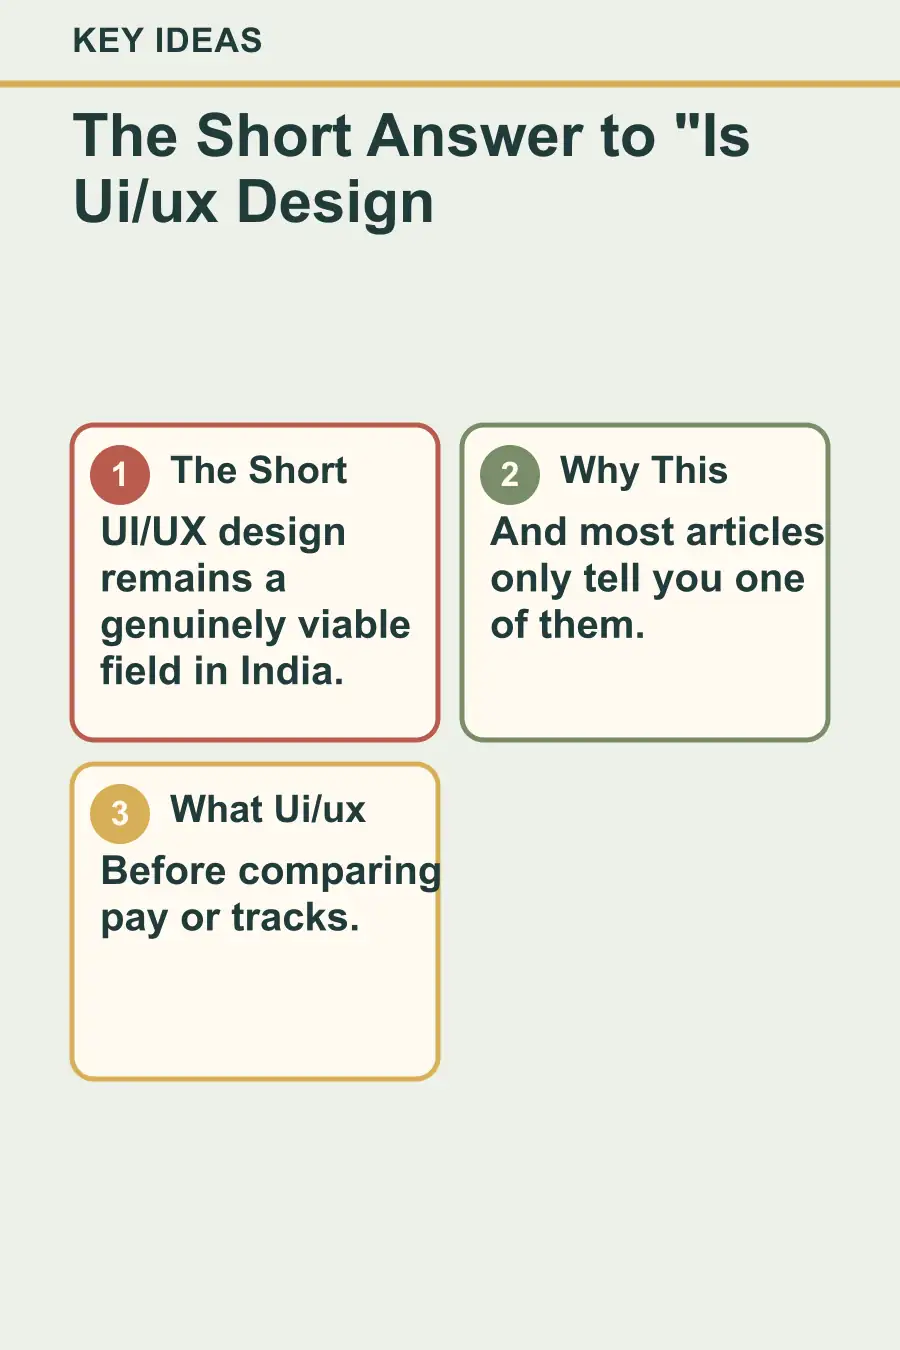 KEY IDEAS
The Short Answer to "Is
Ui/ux Design
1 The Short
UI/UX design
remains a
genuinely viable
field in India.
2 Why This
And most articles
only tell you one
of them.
3 What Ui/ux
Before comparing
pay or tracks.